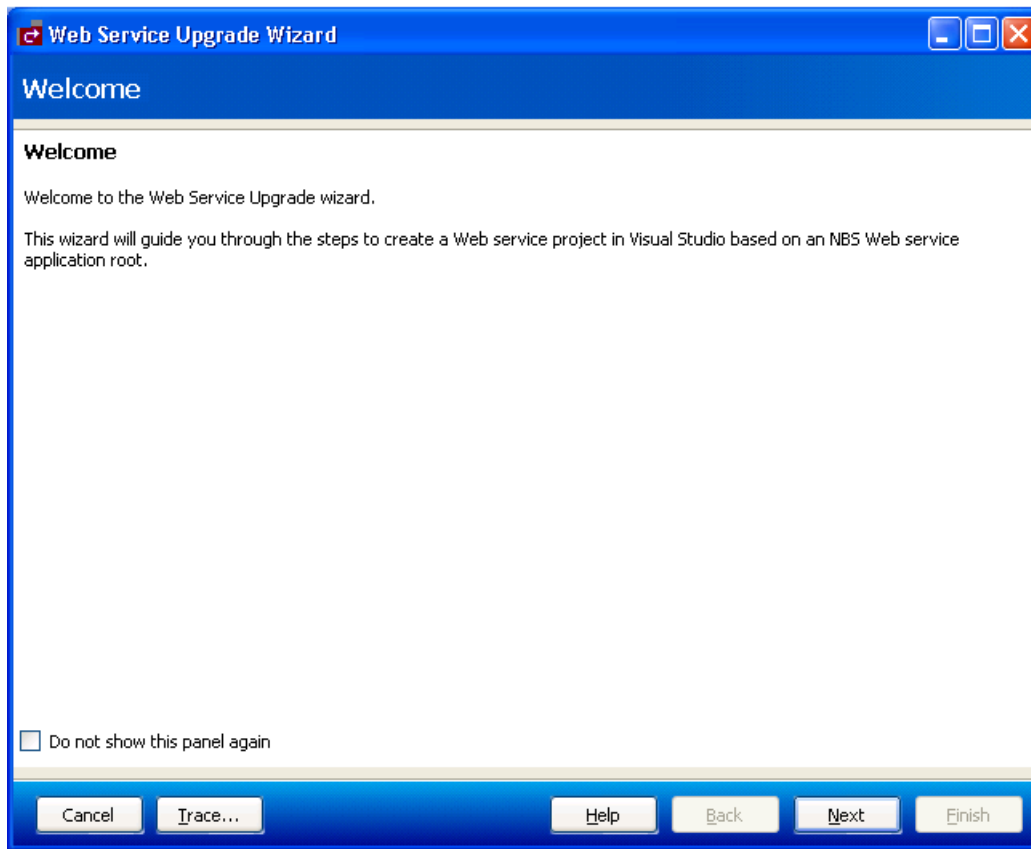 Web Service Upgrade Wizard
Welcome
Welcome
Welcome to the Web Service Upgrade wizard.
This wizard will guide you through the steps to create a Web service project in Visual Studio based on an NBS Web service
application root.
Do not show this panel again
Cancel Trace... Help Back Next Finish